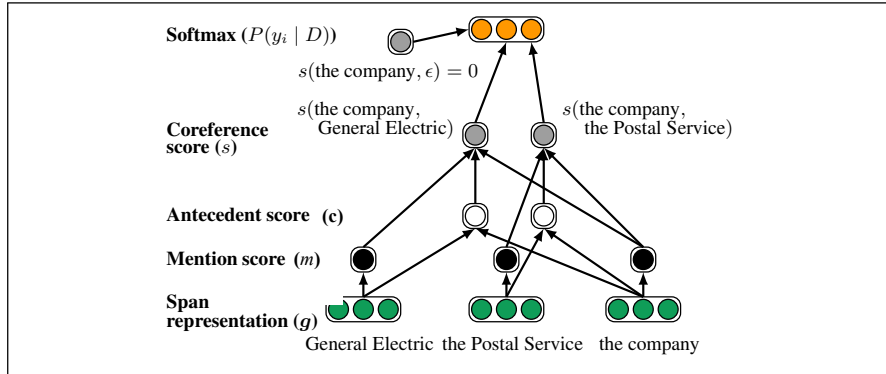 Softmax (P(y_i | D))
s(the company, ϵ) = 0
s(the company,
General Electric)
s(the company,
the Postal Service)
Coreference
score (s)
Antecedent score (c)
Mention score (m)
Span
representation (g)
General Electric the Postal Service the company